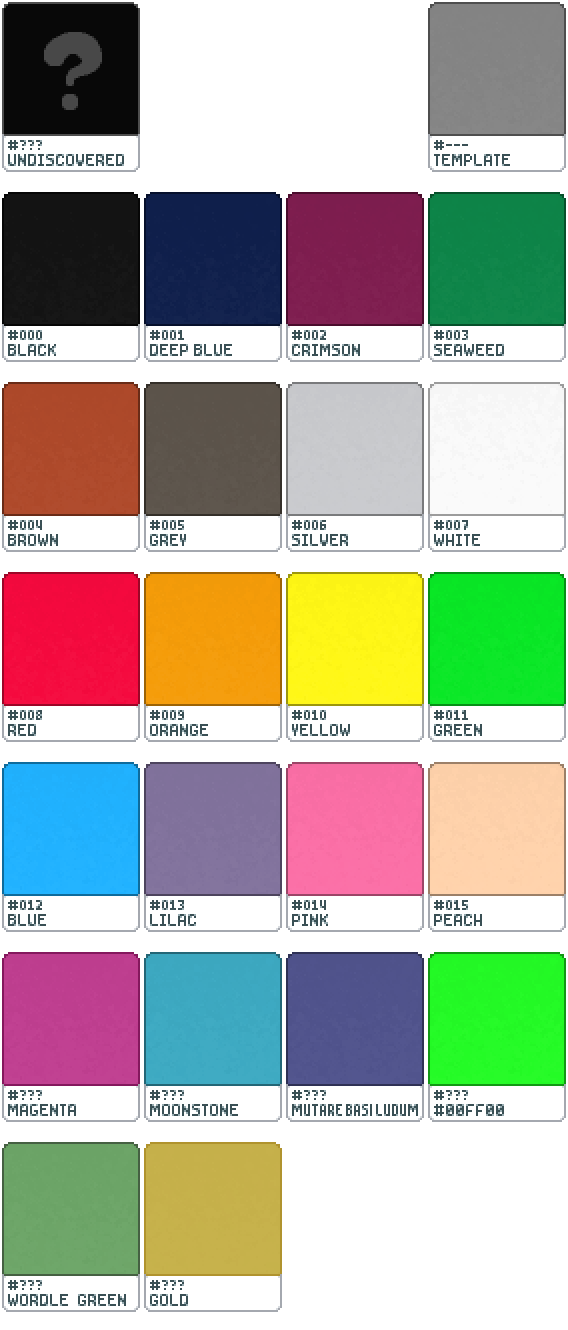 ?
#???
UNDISCOVERED
#---
TEMPLATE
#000
BLACK
#001
DEEP BLUE
#002
CRIMSON
#003
SEAWEED
#004
BROWN
#005
GREY
#006
SILVER
#007
WHITE
#008
RED
#009
ORANGE
#010
YELLOW
#011
GREEN
#012
BLUE
#013
LILAC
#014
PINK
#015
PEACH
#???
MAGENTA
#???
MOONSTONE
#???
MUTARE BASILUDUM
#???
#00FF00
#???
WORDLE GREEN
#???
GOLD